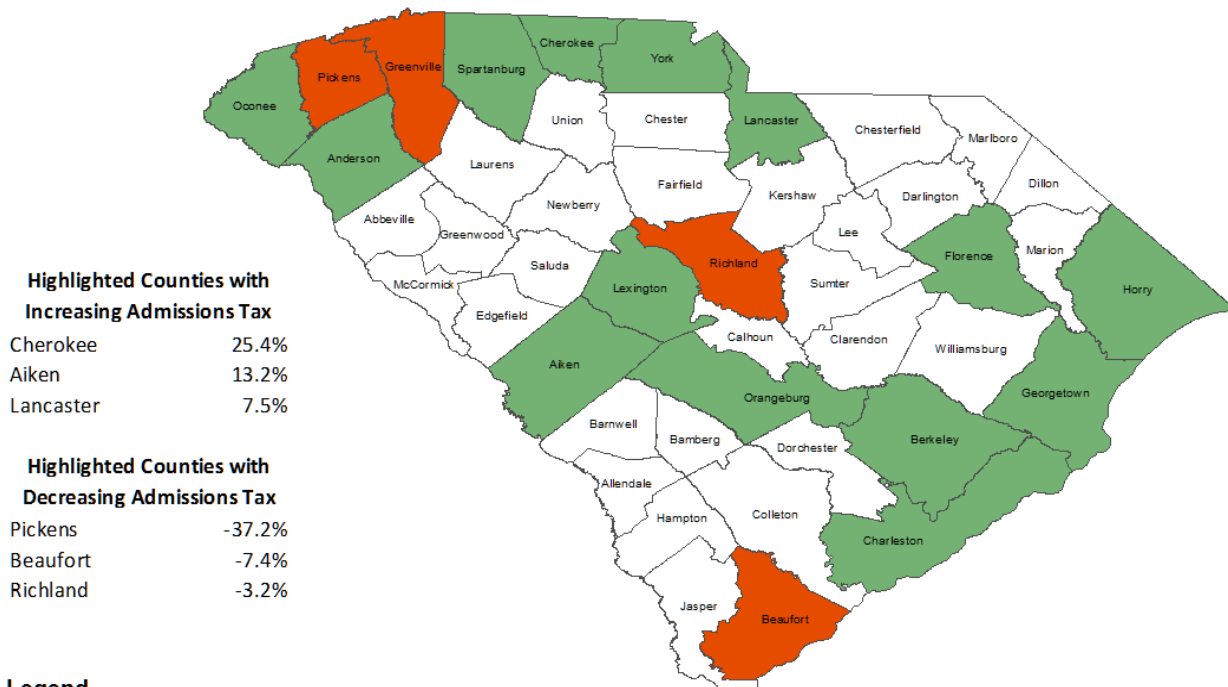 Cherokee
York
Greenville
Pickens
Spartanburg
Oconee
Union
Chester
Lancaster
Chesterfield
Marlboro
Anderson
Laurens
Fairfield
Kershaw
Darlington
Dillon
Newberry
Abbeville
Greenwood
Lee
Marion
Florence
Saluda
Richland
Sumter
McCormick
Lexington
Horry
Edgefield
Calhoun
Clarendon
Williamsburg
Aiken
Orangeburg
Georgetown
Barnwell
Bamberg
Dorchester
Berkeley
Allendale
Hampton
Colleton
Charleston
Jasper
Beaufort
Highlighted Counties with
Increasing Admissions Tax
Cherokee 25.4%
Aiken 13.2%
Lancaster 7.5%
Highlighted Counties with
Decreasing Admissions Tax
Pickens -37.2%
Beaufort -7.4%
Richland -3.2%
Legend